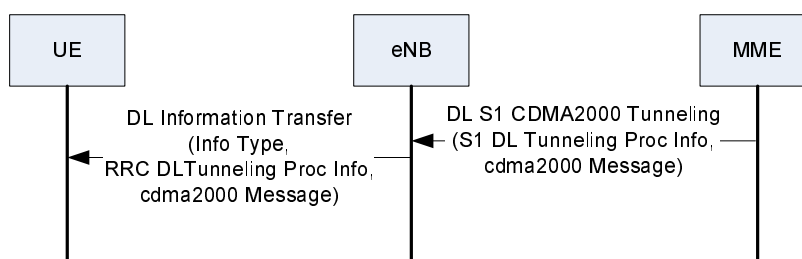 UE
eNB
MME
DL Information Transfer
(Info Type,
RRC DLTunneling Proc Info,
cdma2000 Message)
DL S1 CDMA2000 Tunneling
(S1 DL Tunneling Proc Info,
cdma2000 Message)